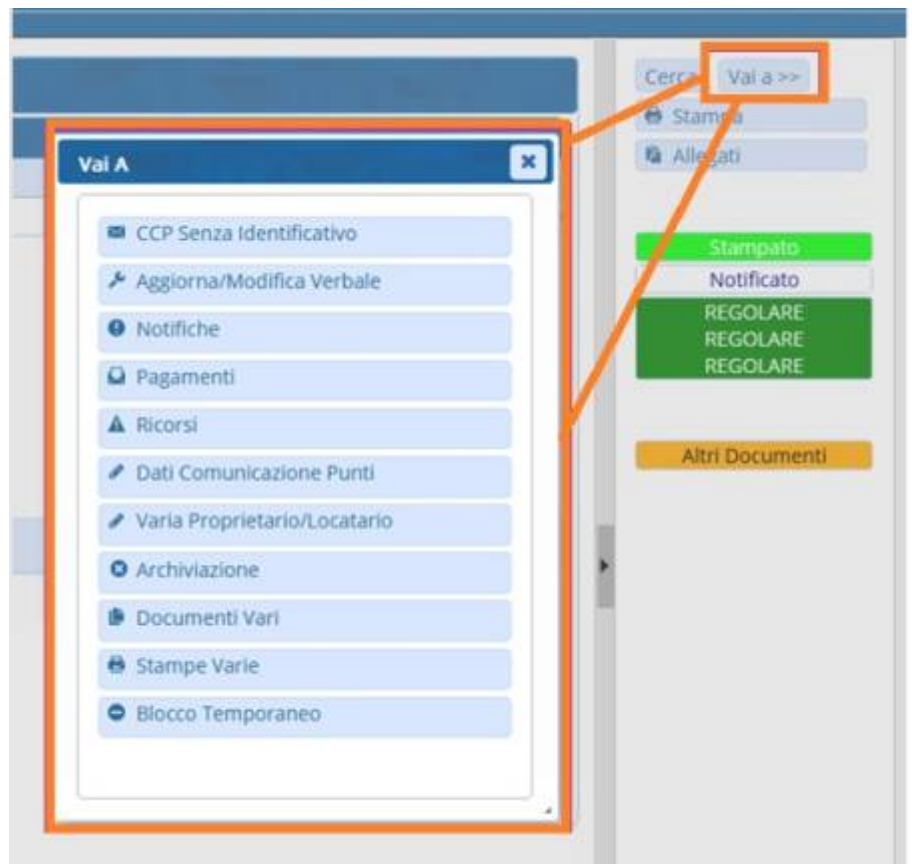 Cerca Vai a >>
Stampa
Allegati
Vai A
CCP Senza Identificativo
Aggiorna/Modifica Verbale
Notifiche
Pagamenti
Ricorsi
Dati Comunicazione Punti
Varia Proprietario/Locatario
Archiviazione
Documenti Vari
Stampe Varie
Blocco Temporaneo
Stampato
Notificato
REGOLARE
REGOLARE
REGOLARE
Altri Documenti